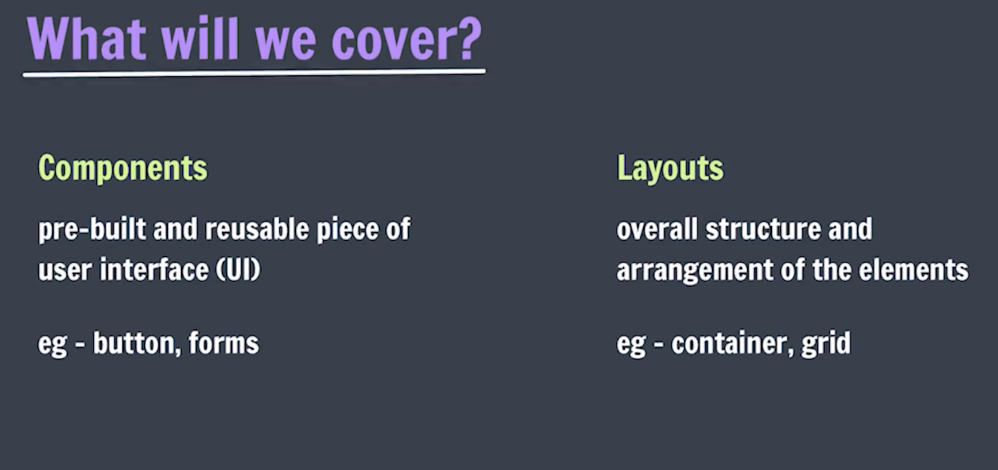 What will we cover?
Components
pre-built and reusable piece of
user interface (UI)
eg - button, forms
Layouts
overall structure and
arrangement of the elements
eg - container, grid